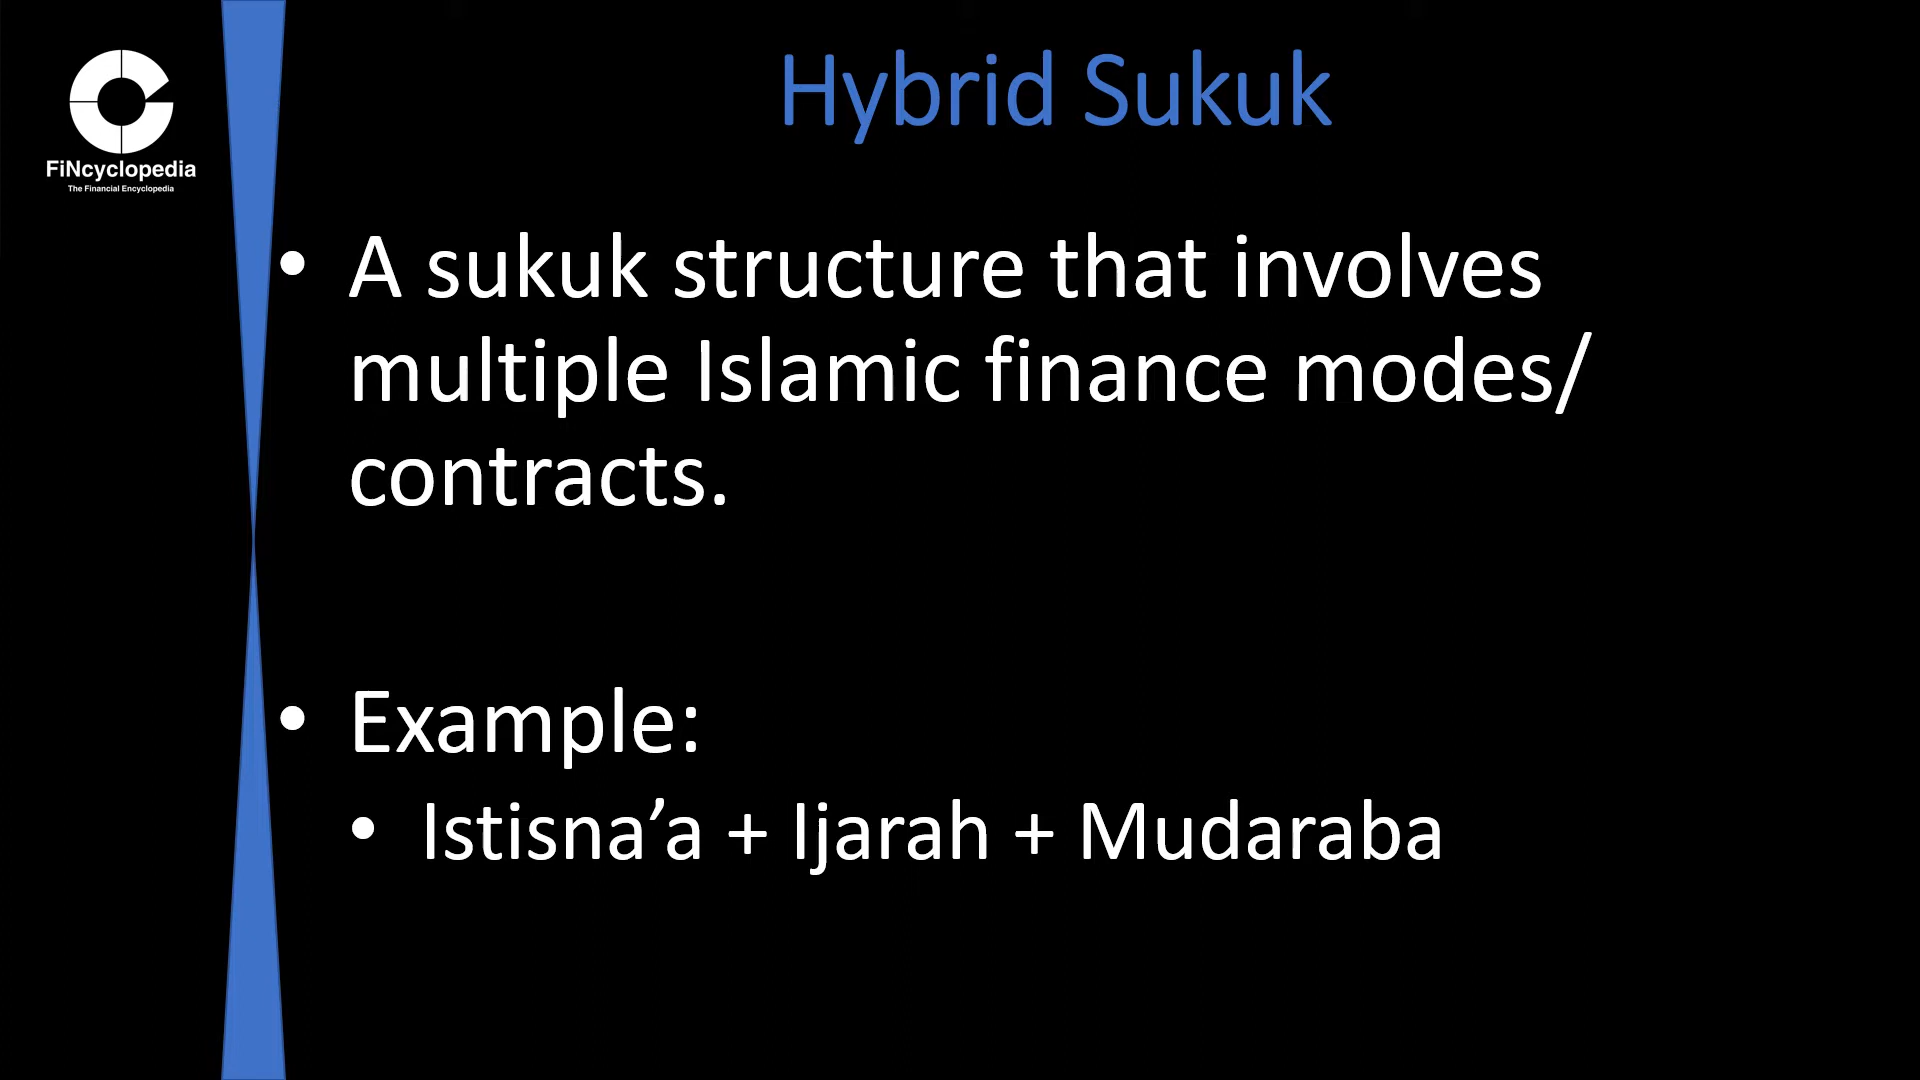 FiNcyclopedia
The Financial Encyclopedia
Hybrid Sukuk
• A sukuk structure that involves
multiple Islamic finance modes/
contracts.
• Example:
• Istisna’a + Ijarah + Mudaraba